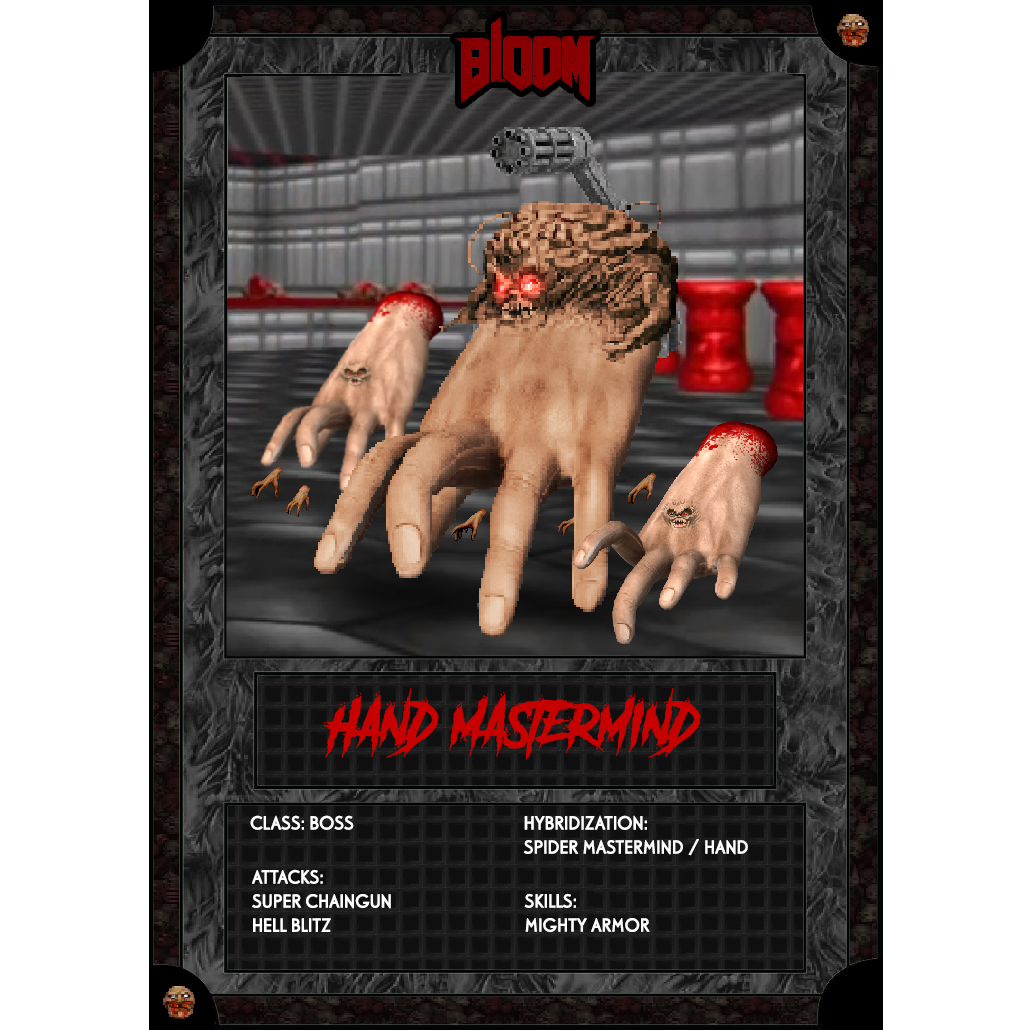 BLOOM
HAND MASTERMIND
CLASS: BOSS
HYBRIDIZATION:
SPIDER MASTERMIND / HAND
ATTACKS:
SUPER CHAINGUN
HELL BLITZ
SKILLS:
MIGHTY ARMOR